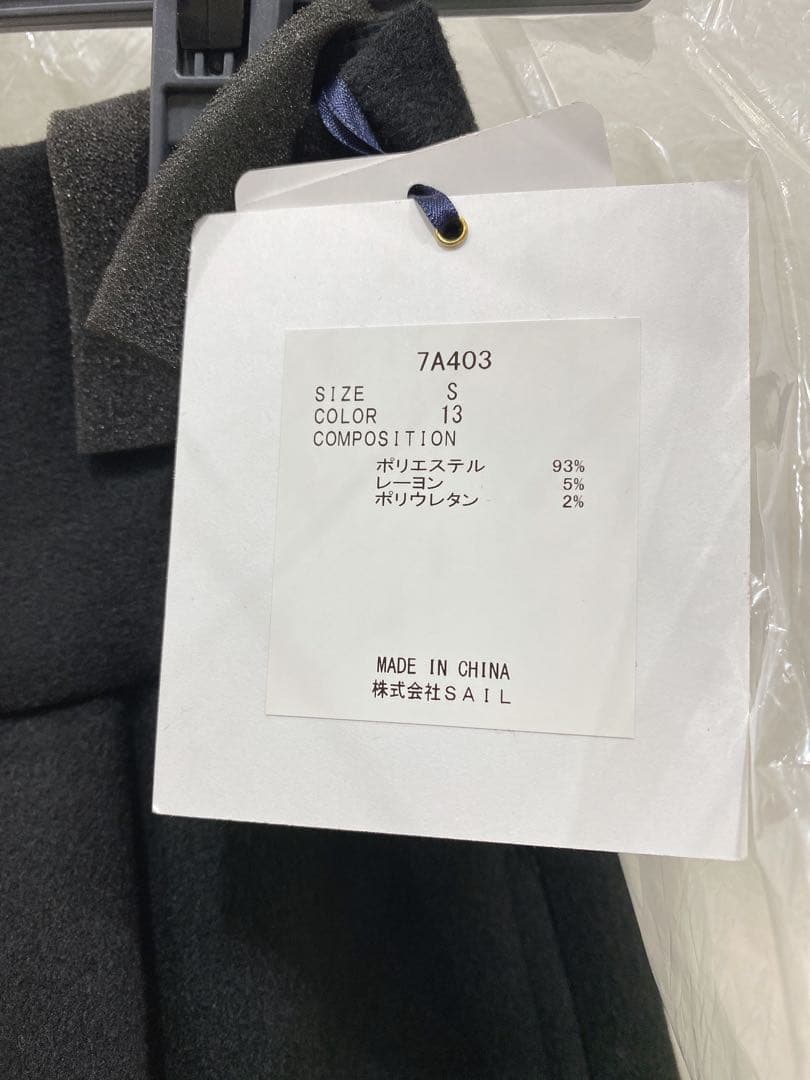 7A403
SIZE S
COLOR 13
COMPOSITION
ポリエステル 93%
レーヨン 5%
ポリウレタン 2%
MADE IN CHINA
株式会社SAIL